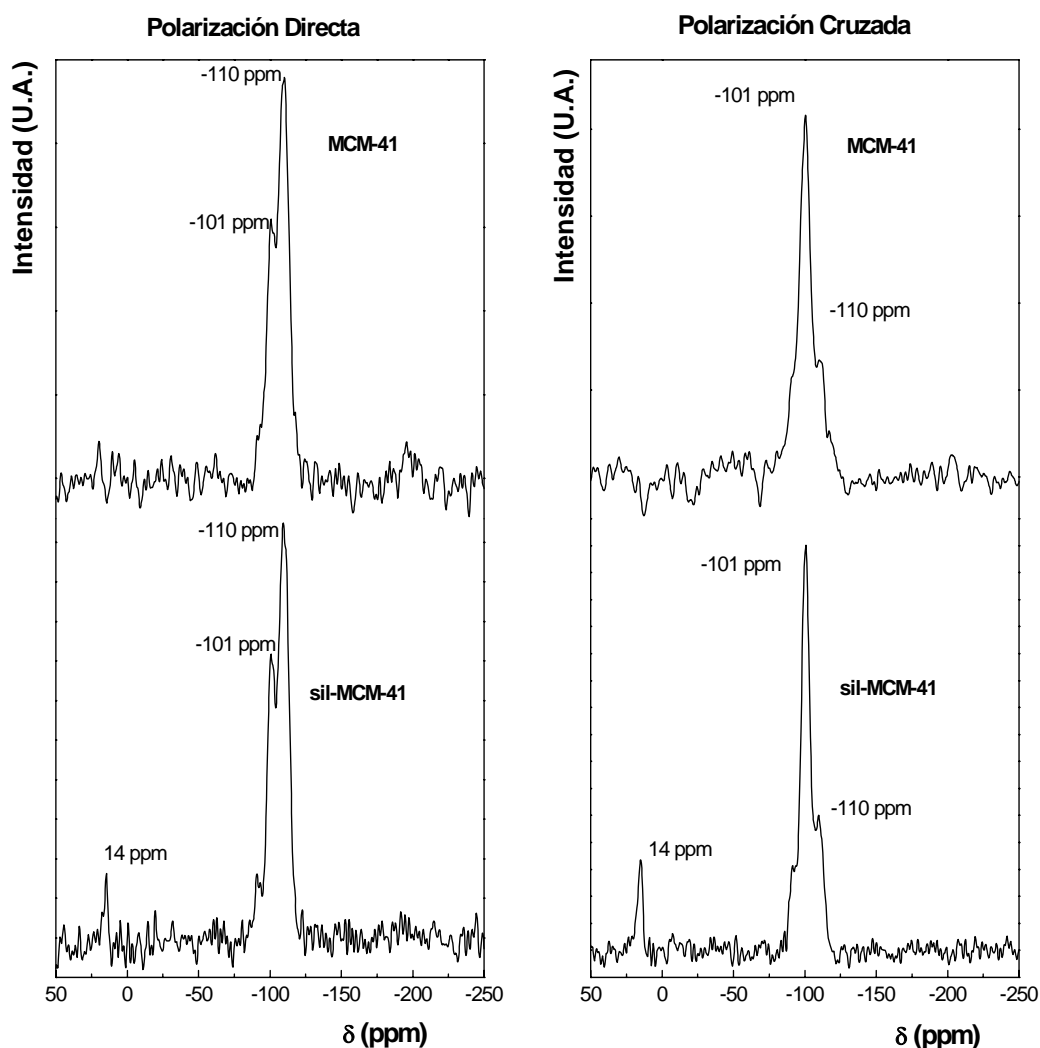 Polarización Directa
Intensidad (U.A.)
-110 ppm
MCM-41
-101 ppm
-110 ppm
-101 ppm
sil-MCM-41
14 ppm
50 0 -50 -100 -150 -200 -250
δ (ppm)
Polarización Cruzada
Intensidad (U.A.)
-101 ppm
MCM-41
-110 ppm
-101 ppm
sil-MCM-41
-110 ppm
14 ppm
50 0 -50 -100 -150 -200 -250
δ (ppm)